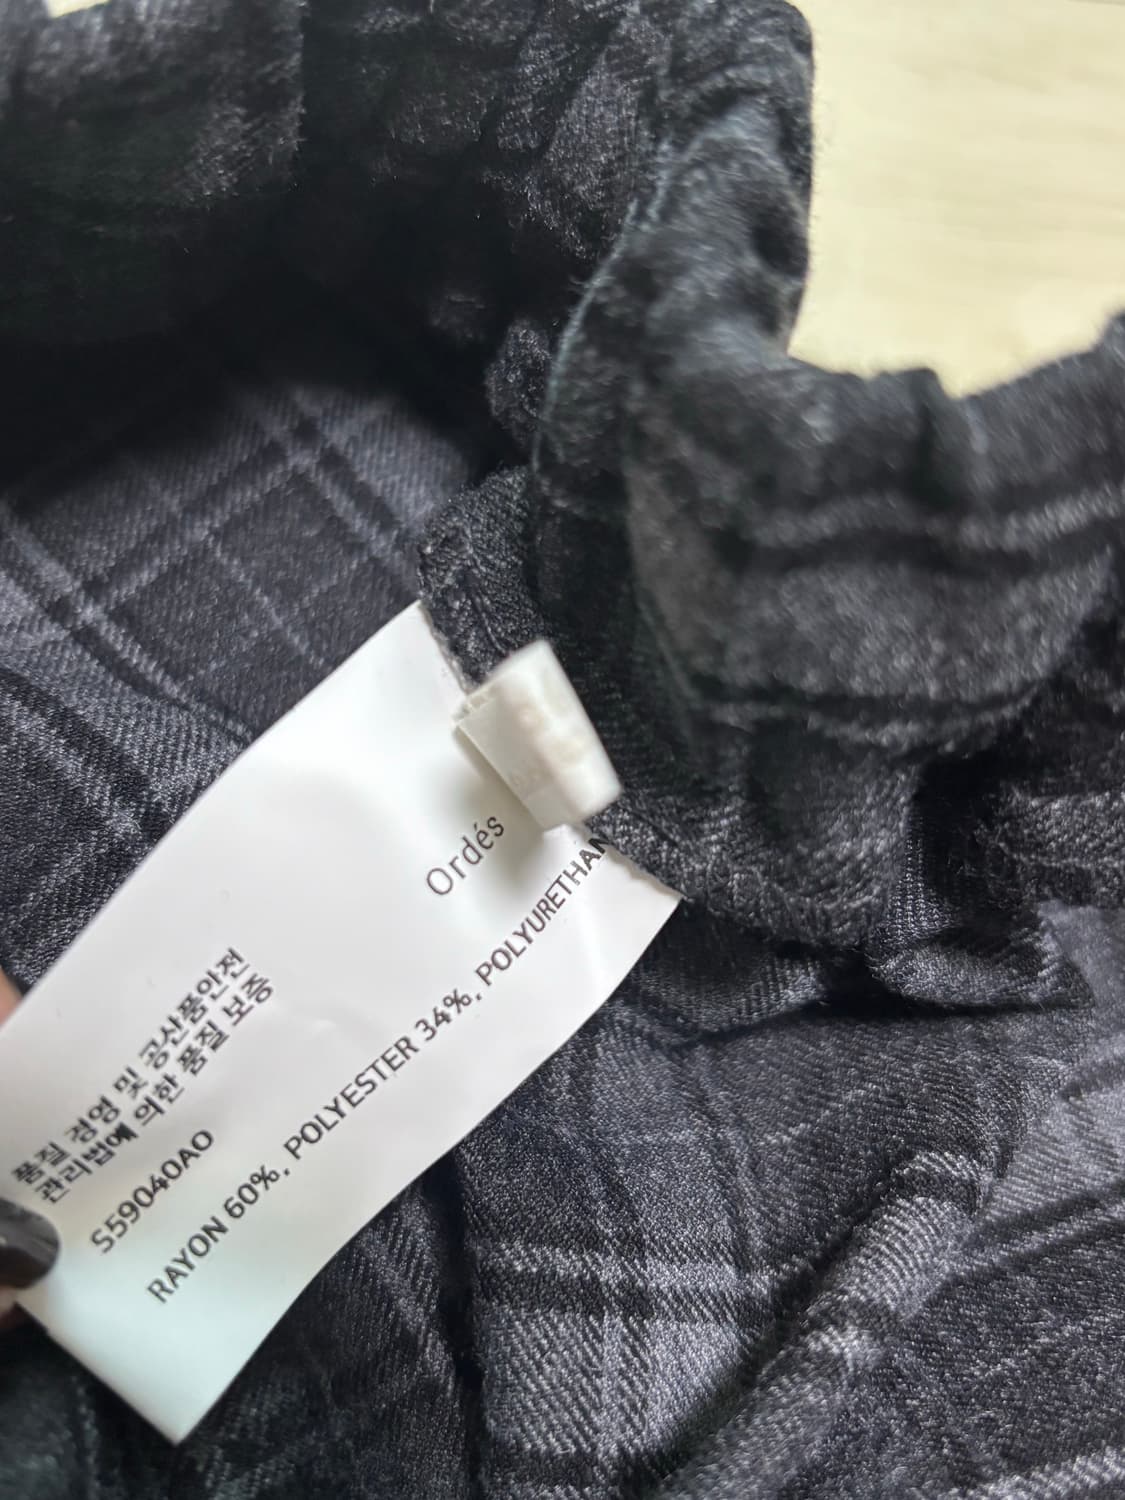 Ordés
품질 경영 및 공산품안전
관리법에 의한 품질 보증
S59040AO
RAYON 60%, POLYESTER 34%, POLYURETHAN